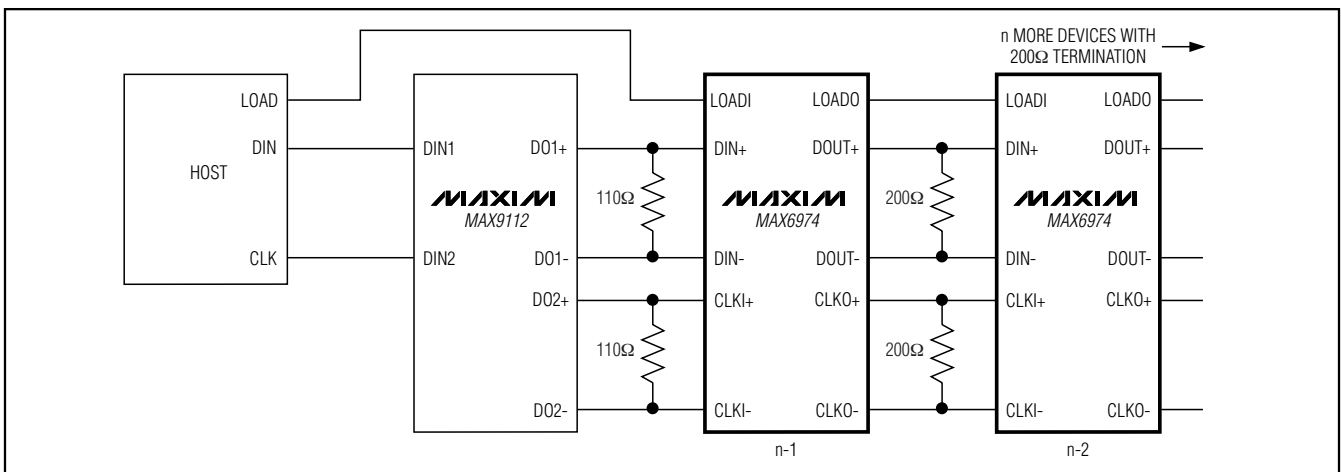 n MORE DEVICES WITH
200Ω TERMINATION
HOST
LOAD
DIN
CLK
DIN1
DIN2
MAXIM
MAX9112
DO1+
DO1-
DO2+
DO2-
110Ω
110Ω
LOADI
LOADO
DIN+
DOUT+
MAXIM
MAX6974
DIN-
DOUT-
CLKI+
CLKO+
CLKI-
CLKO-
n-1
200Ω
200Ω
LOADI
LOADO
DIN+
DOUT+
MAXIM
MAX6974
DIN-
DOUT-
CLKI+
CLKO+
CLKI-
CLKO-
n-2